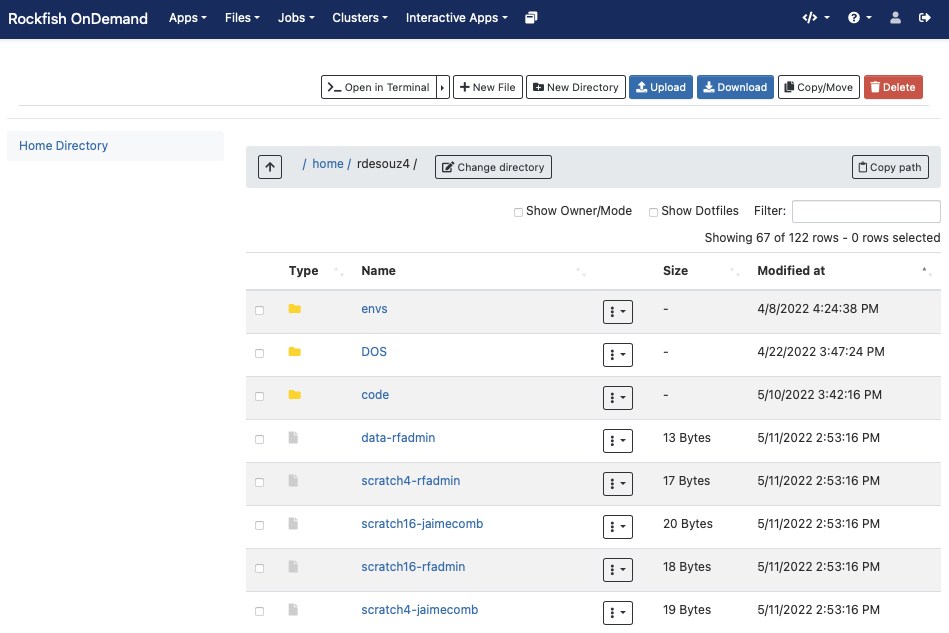 Rockfish OnDemand Apps Files Jobs Clusters Interactive Apps
Open in Terminal New File New Directory Upload Download Copy/Move Delete
Home Directory
/ home / rdesouz4 / Change directory Copy path
Show Owner/Mode Show Dotfiles Filter:
Showing 67 of 122 rows - 0 rows selected
Type Name Size Modified at
envs - 4/8/2022 4:24:38 PM
DOS - 4/22/2022 3:47:24 PM
code - 5/10/2022 3:42:16 PM
data-rfadmin 13 Bytes 5/11/2022 2:53:16 PM
scratch4-rfadmin 17 Bytes 5/11/2022 2:53:16 PM
scratch16-jaimecomb 20 Bytes 5/11/2022 2:53:16 PM
scratch16-rfadmin 18 Bytes 5/11/2022 2:53:16 PM
scratch4-jaimecomb 19 Bytes 5/11/2022 2:53:16 PM